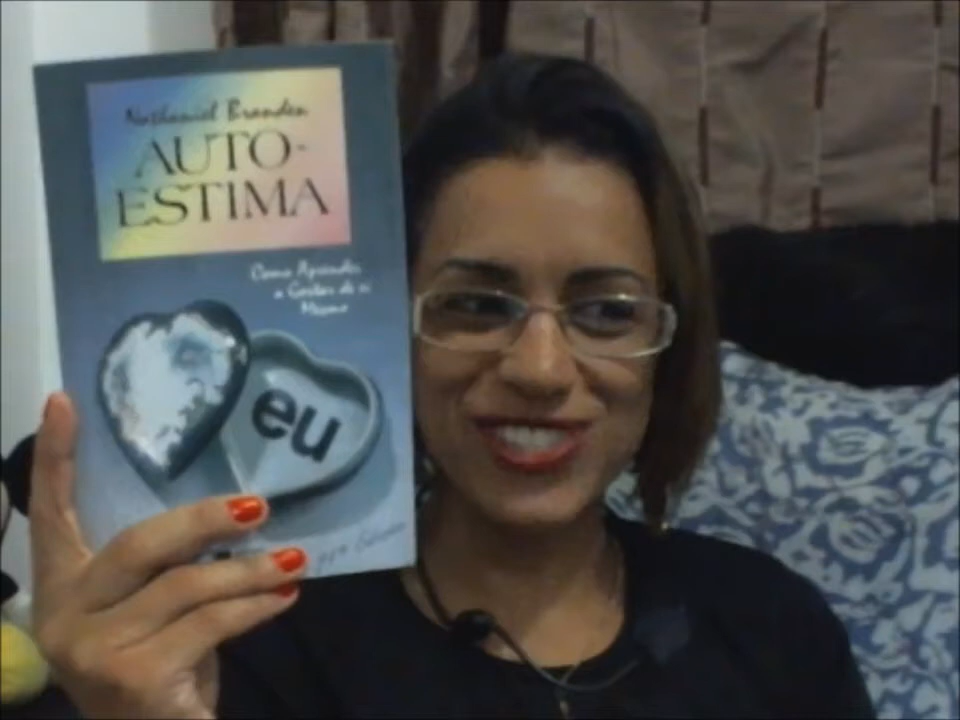 Nathaniel Branden
AUTO-
ESTIMA
Como Aprender
a Gostar de si
Mesmo
eu